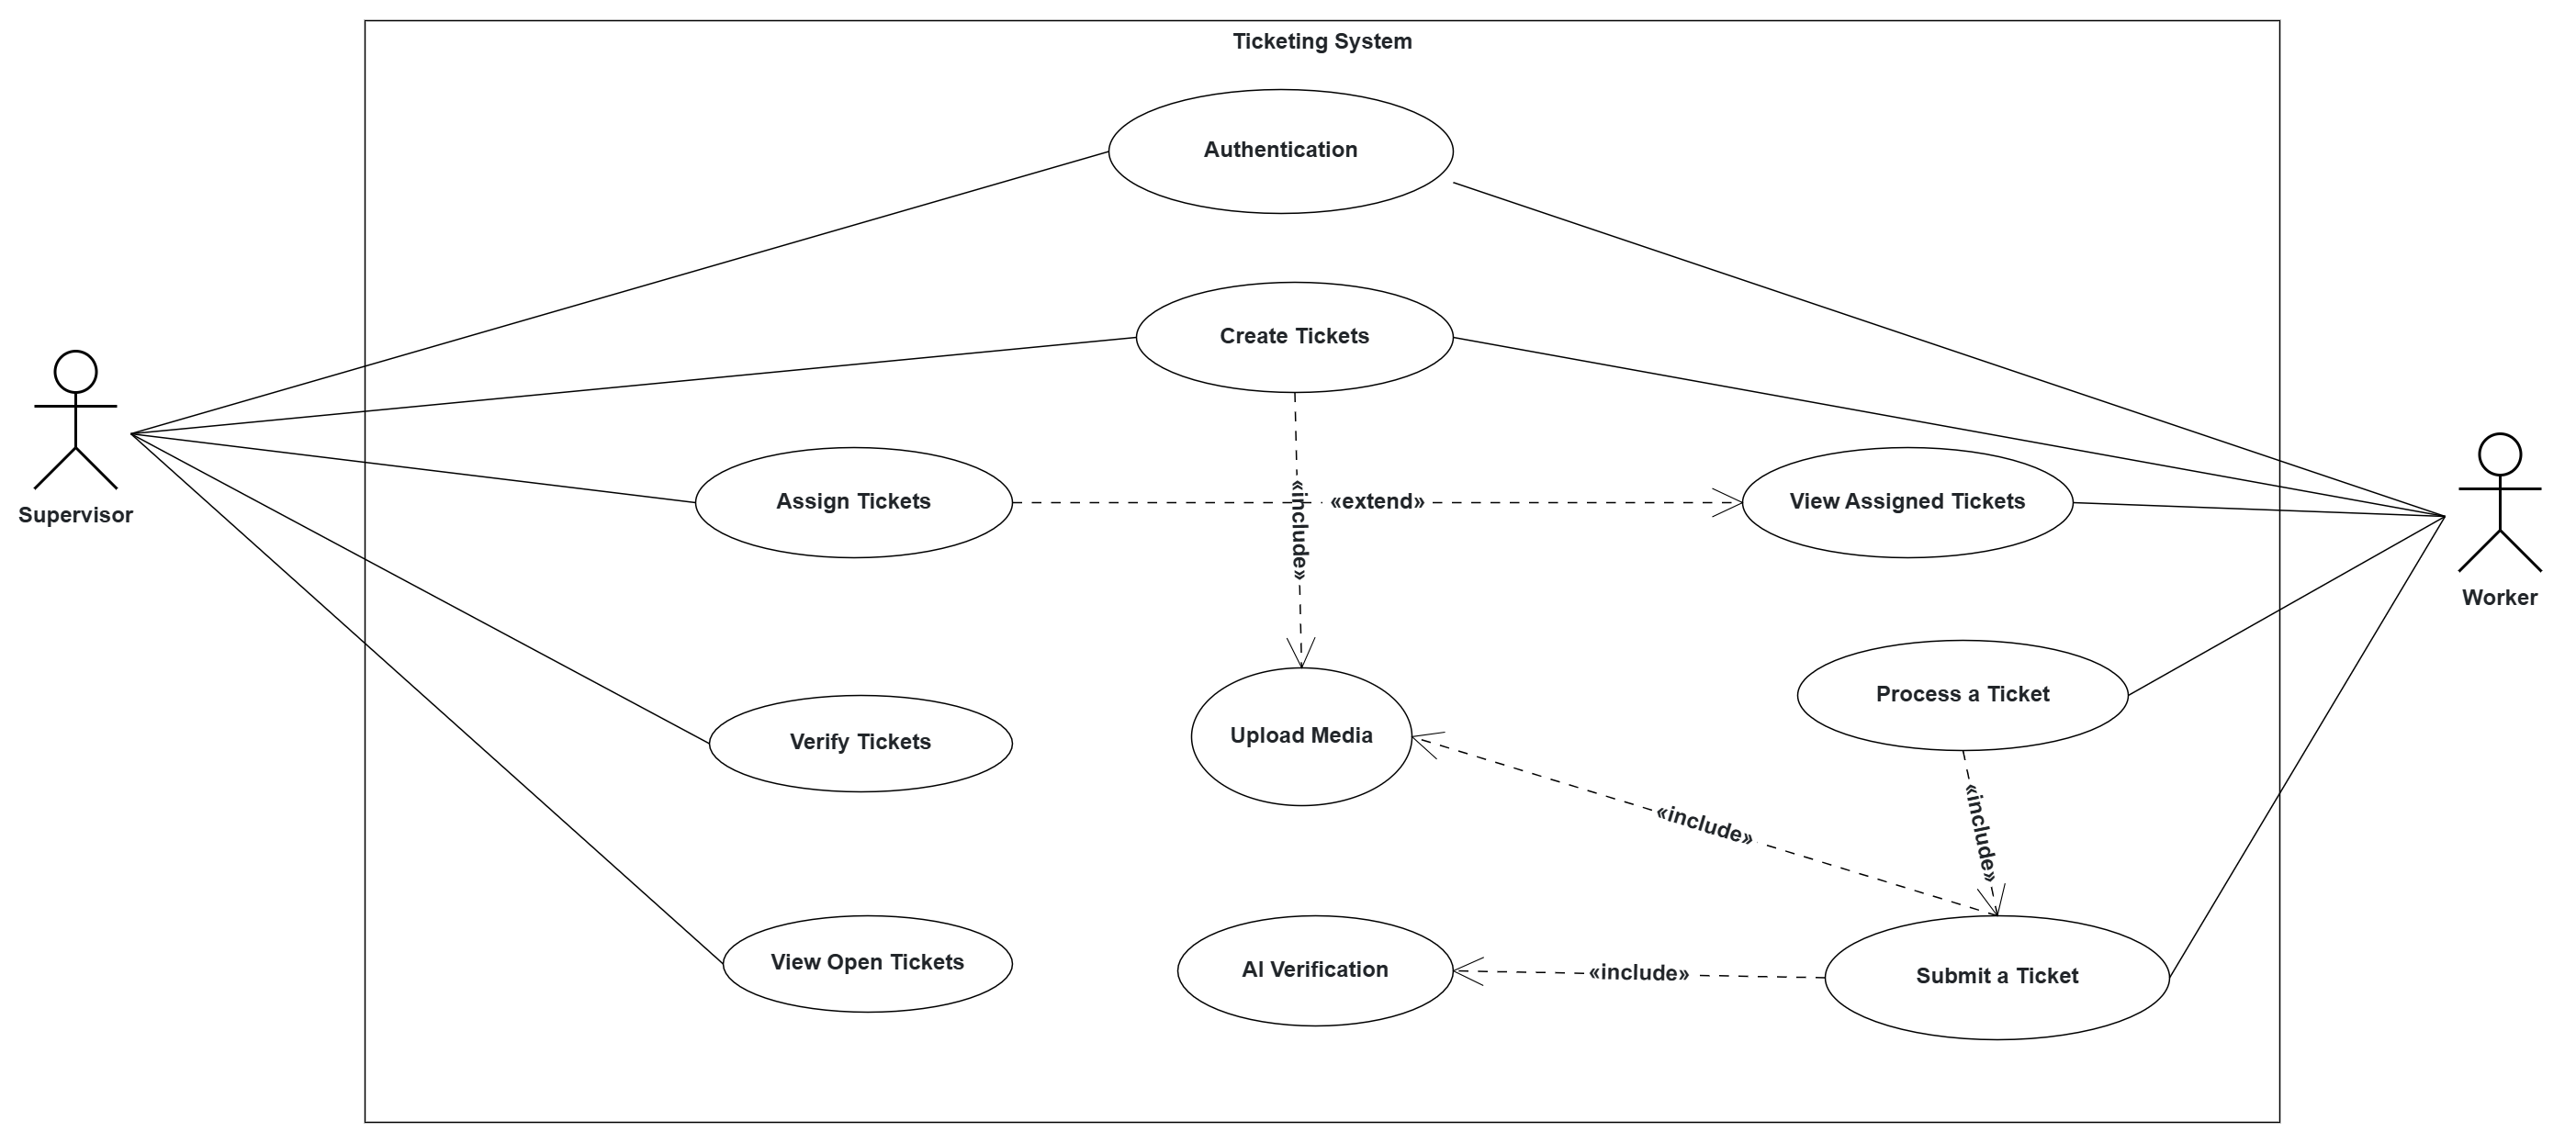 Ticketing System
Authentication
Create Tickets
Supervisor
Assign Tickets
«extend»
«include»
View Assigned Tickets
Worker
Process a Ticket
Upload Media
Verify Tickets
«include»
«include»
View Open Tickets
AI Verification
«include»
Submit a Ticket